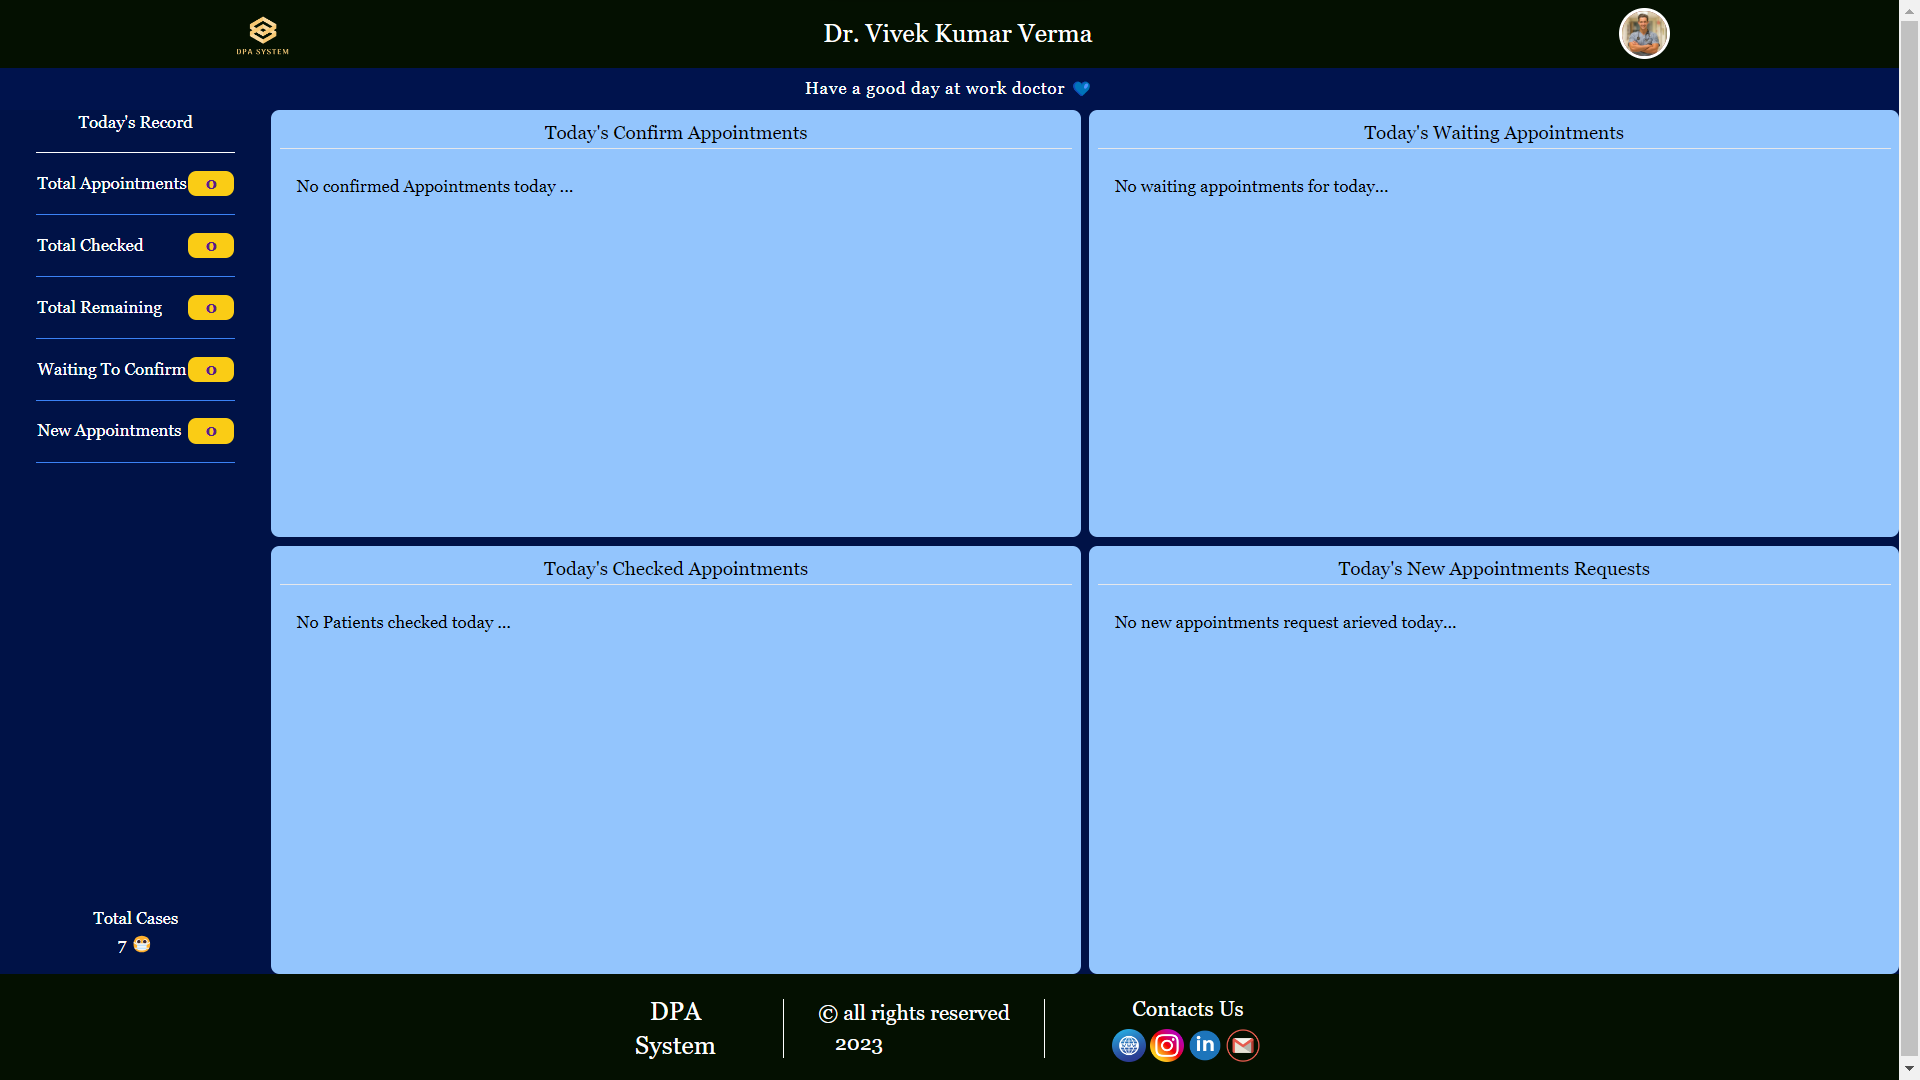 DPA SYSTEM
Dr. Vivek Kumar Verma
Have a good day at work doctor 💙
Today's Record
Total Appointments 0
Total Checked 0
Total Remaining 0
Waiting To Confirm 0
New Appointments 0
Total Cases
7 😷
Today's Confirm Appointments
No confirmed Appointments today ...
Today's Waiting Appointments
No waiting appointments for today...
Today's Checked Appointments
No Patients checked today ...
Today's New Appointments Requests
No new appointments request arieved today...
DPA
System
© all rights reserved
2023
Contacts Us
in